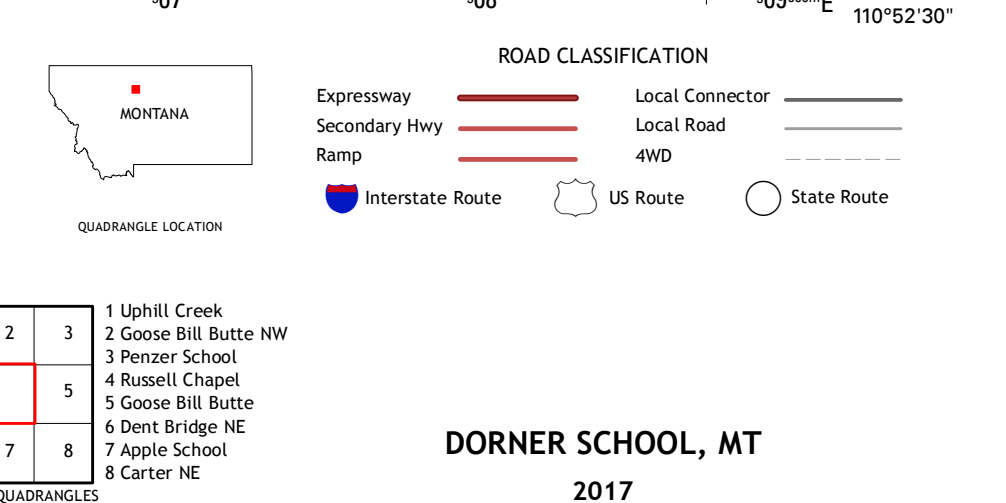 110°52'30"
ROAD CLASSIFICATION
Expressway
Local Connector
Secondary Hwy
Local Road
Ramp
4WD
Interstate Route
US Route
State Route
MONTANA
QUADRANGLE LOCATION
2 3
5
7 8
1 Uphill Creek
2 Goose Bill Butte NW
3 Penzer School
4 Russell Chapel
5 Goose Bill Butte
6 Dent Bridge NE
7 Apple School
8 Carter NE
QUADRANGLES
DORNER SCHOOL, MT
2017